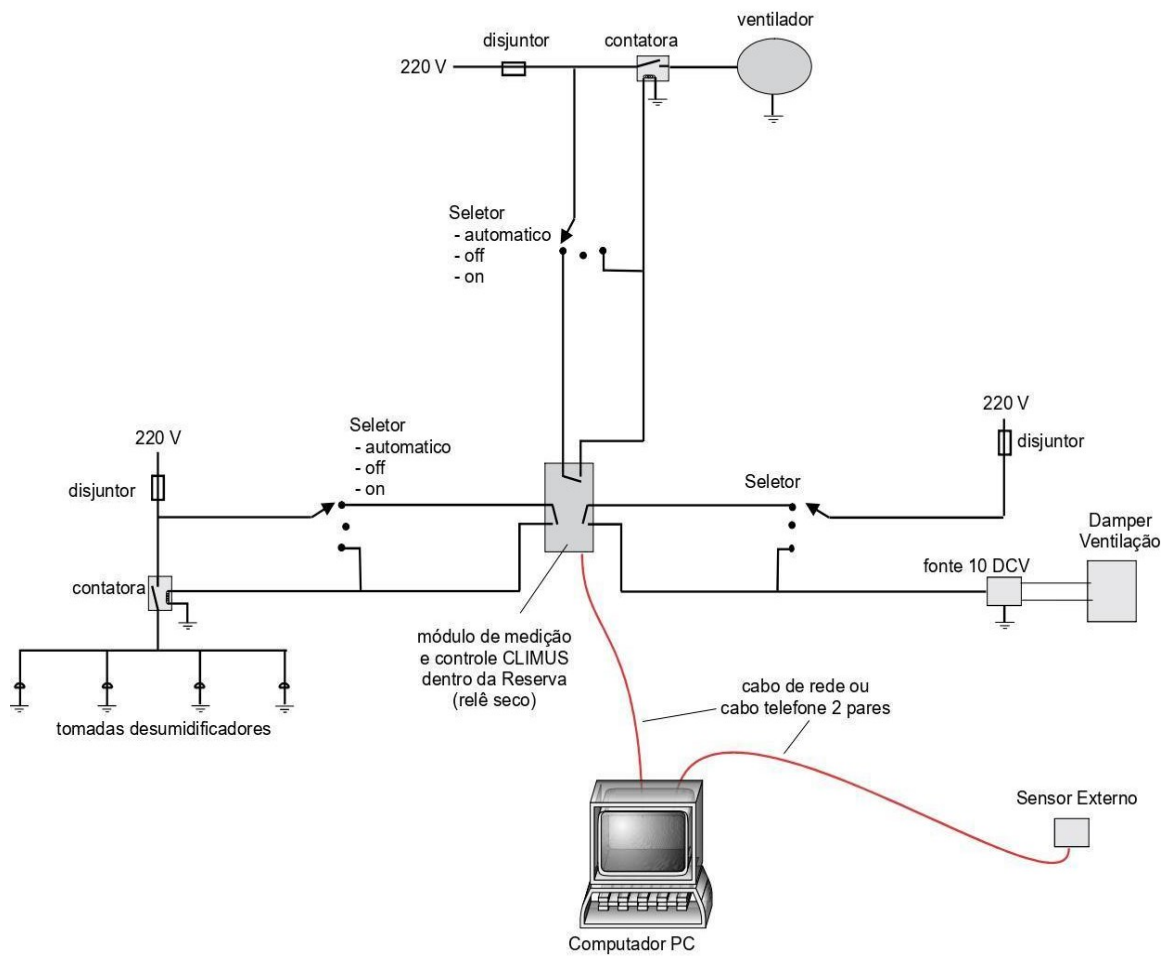 ventilador
disjuntor
contatora
220 V
Seletor
- automatico
- off
- on
220 V
disjuntor
Seletor
- automatico
- off
- on
220 V
disjuntor
Seletor
Damper
Ventilação
fonte 10 DCV
contatora
tomadas desumidificadores
módulo de medição
e controle CLIMUS
dentro da Reserva
(relê seco)
cabo de rede ou
cabo telefone 2 pares
Sensor Externo
Computador PC